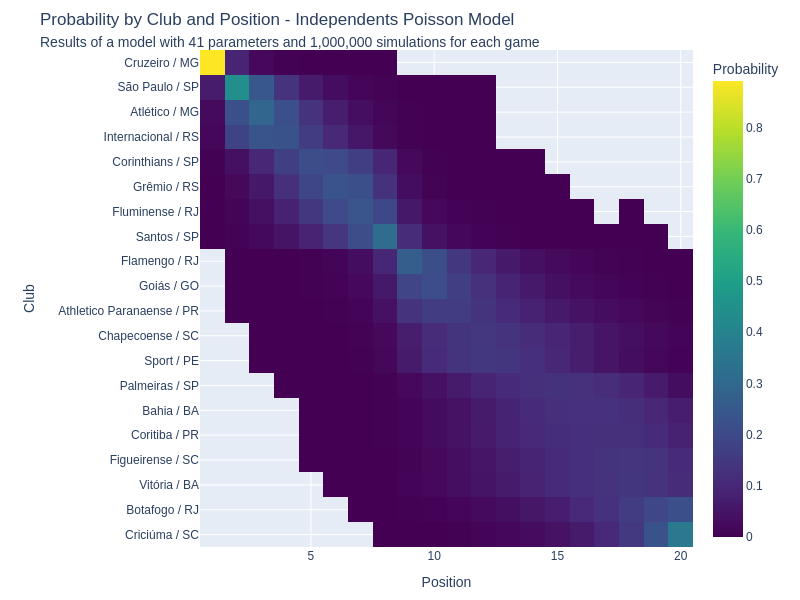 Probability by Club and Position - Independents Poisson Model
Results of a model with 41 parameters and 1,000,000 simulations for each game
Probability
Cruzeiro / MG
São Paulo / SP
Atlético / MG
Internacional / RS
Corinthians / SP
Grêmio / RS
Fluminense / RJ
Santos / SP
Flamengo / RJ
Goiás / GO
Athletico Paranaense / PR
Chapecoense / SC
Sport / PE
Palmeiras / SP
Bahia / BA
Coritiba / PR
Figueirense / SC
Vitória / BA
Botafogo / RJ
Criciúma / SC
Club
0.8
0.7
0.6
0.5
0.4
0.3
0.2
0.1
0
5
10
15
20
Position